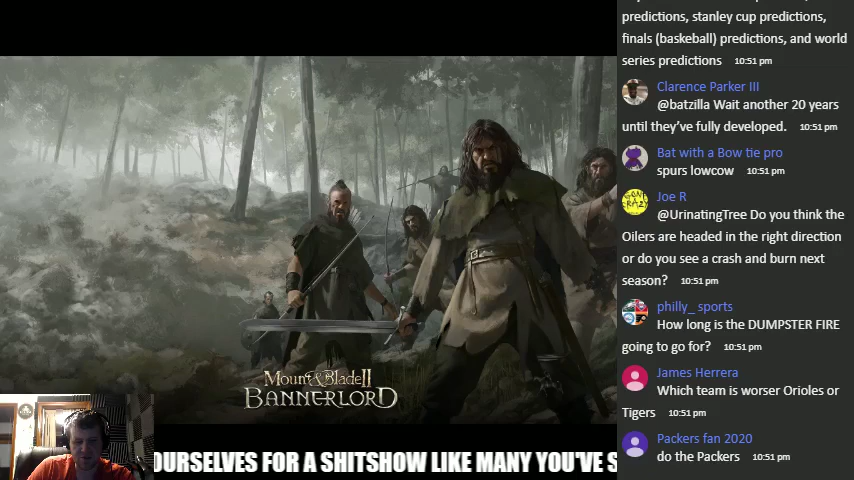 predictions, stanley cup predictions,
finals (baskeball) predictions, and world
series predictions 10:51 pm
Clarence Parker III
@batzilla Wait another 20 years
until they've fully developed. 10:51 pm
Bat with a Bow tie pro
spurs lowcow 10:51 pm
Joe R
@UrinatingTree Do you think the
Oilers are headed in the right direction
or do you see a crash and burn next
season? 10:51 pm
philly_ sports
How long is the DUMPSTER FIRE
going to go for? 10:51 pm
James Herrera
Which team is worser Orioles or
Tigers 10:51 pm
Packers fan 2020
do the Packers 10:51 pm
Mount & Blade II
BANNERLORD
OURSELVES FOR A SHITSHOW LIKE MANY YOU'VE S